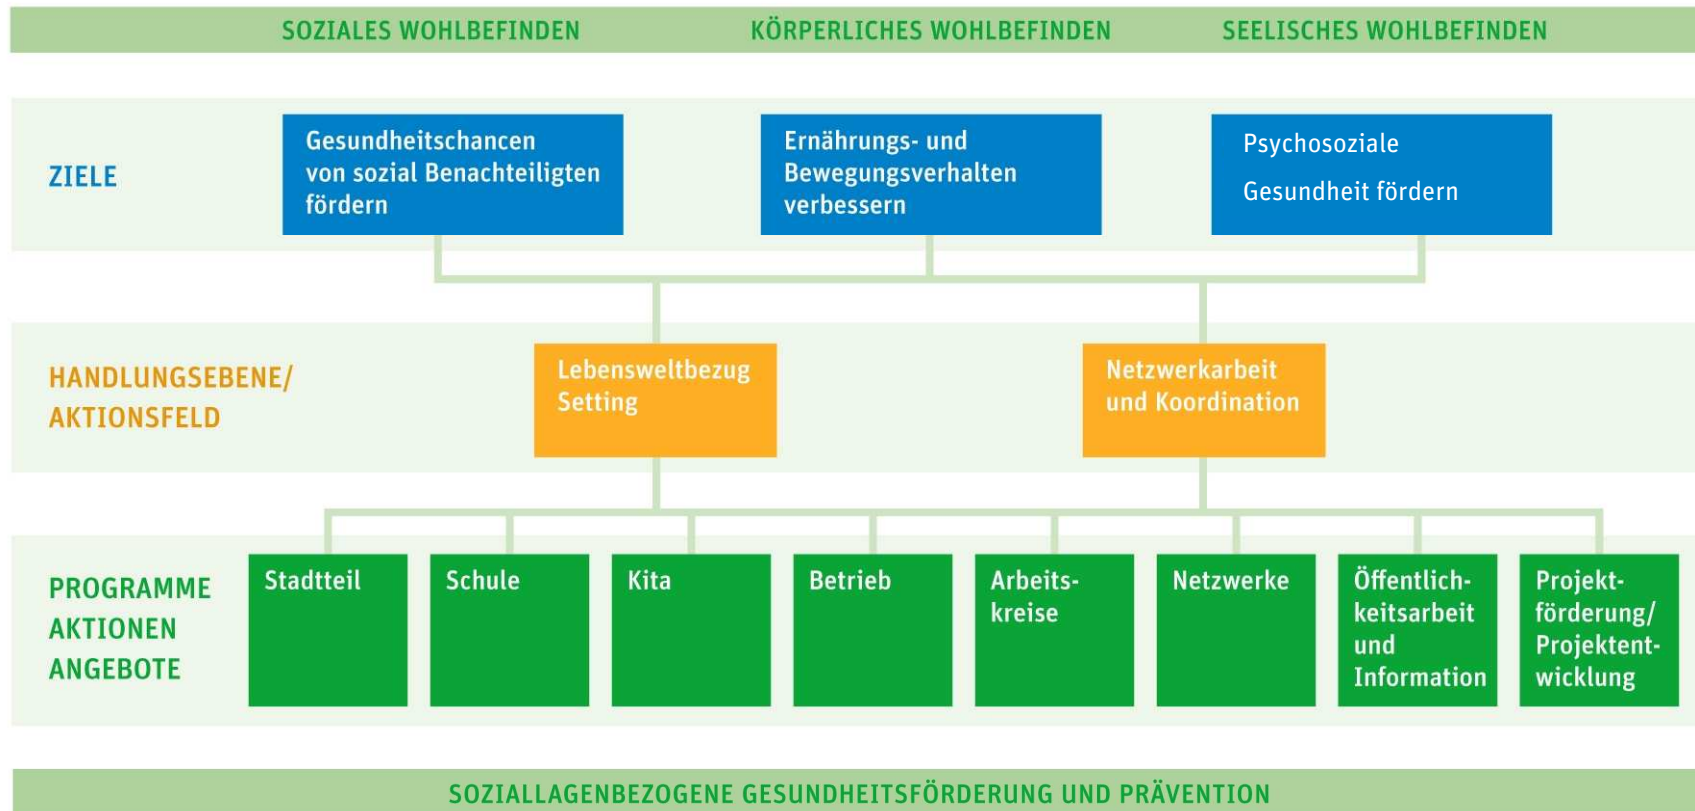 SOZIALES WOHLBEFINDEN
KÖRPERLICHES WOHLBEFINDEN
SEELISCHES WOHLBEFINDEN
ZIELE
Gesundheitschancen
von sozial Benachteiligten
fördern
Ernährungs- und
Bewegungsverhalten
verbessern
Psychosoziale
Gesundheit fördern
HANDLUNGSEBENE/
AKTIONSFELD
Lebensweltbezug
Setting
Netzwerkarbeit
und Koordination
PROGRAMME
AKTIONEN
ANGEBOTE
Stadtteil
Schule
Kita
Betrieb
Arbeits-
kreise
Netzwerke
Öffentlich-
keitsarbeit
und
Information
Projekt-
förderung/
Projektent-
wicklung
SOZIALLAGENBEZOGENE GESUNDHEITSFÖRDERUNG UND PRÄVENTION